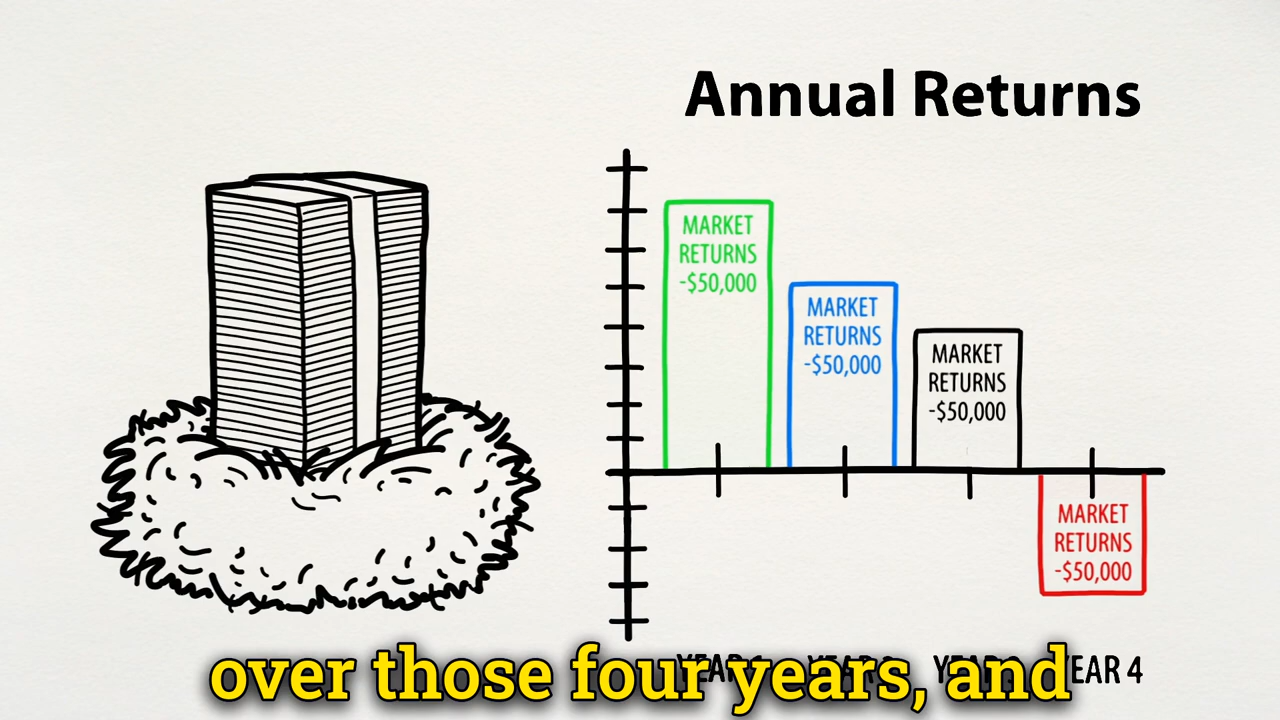 Annual Returns
MARKET
RETURNS
-$50,000
MARKET
RETURNS
-$50,000
MARKET
RETURNS
-$50,000
MARKET
RETURNS
-$50,000
YEAR 4
over those four years, and